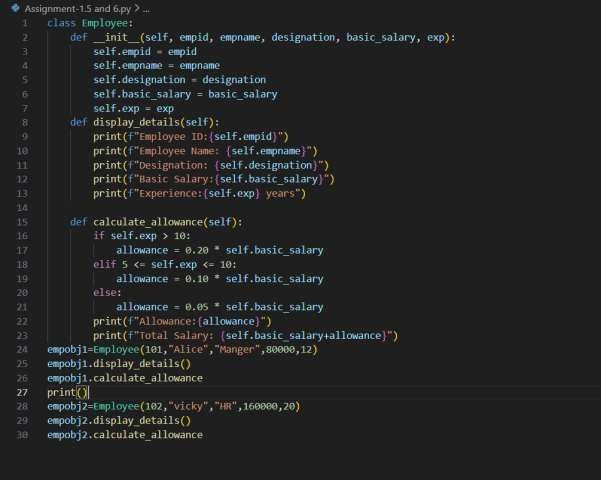 Assignment-1.5 and 6.py > ...
1 class Employee:
2     def __init__(self, empid, empname, designation, basic_salary, exp):
3         self.empid = empid
4         self.empname = empname
5         self.designation = designation
6         self.basic_salary = basic_salary
7         self.exp = exp
8     def display_details(self):
9         print(f"Employee ID:{self.empid}")
10         print(f"Employee Name: {self.empname}")
11         print(f"Designation: {self.designation}")
12         print(f"Basic Salary:{self.basic_salary}")
13         print(f"Experience:{self.exp} years")
14
15     def calculate_allowance(self):
16         if self.exp > 10:
17             allowance = 0.20 * self.basic_salary
18         elif 5 <= self.exp <= 10:
19             allowance = 0.10 * self.basic_salary
20         else:
21             allowance = 0.05 * self.basic_salary
22         print(f"Allowance:{allowance}")
23         print(f"Total Salary: {self.basic_salary+allowance}")
24 empobj1=Employee(101,"Alice","Manger",80000,12)
25 empobj1.display_details()
26 empobj1.calculate_allowance
27 print()
28 empobj2=Employee(102,"vicky","HR",160000,20)
29 empobj2.display_details()
30 empobj2.calculate_allowance